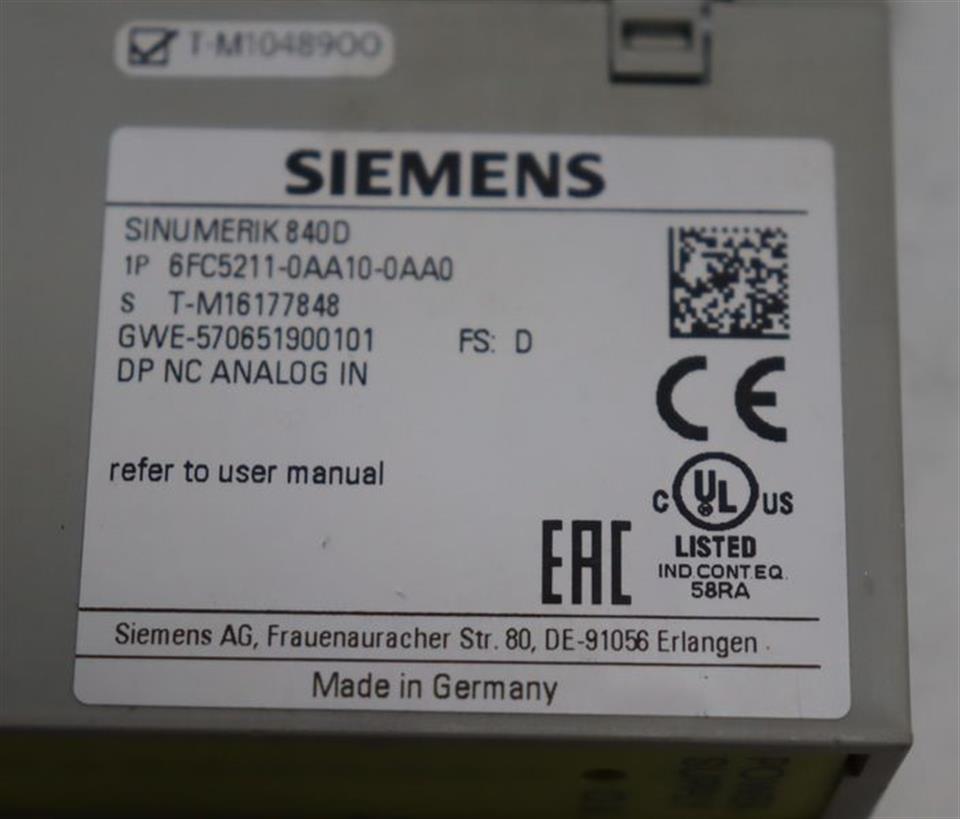 T-M1048900
SIEMENS
SINUMERIK 840D
1P 6FC5211-0AA10-0AA0
S T-M16177848
GWE-570651900101 FS: D
DP NC ANALOG IN
refer to user manual
CE
C UL US
LISTED
IND.CONT.EQ.
58RA
EAC
Siemens AG, Frauenauracher Str. 80, DE-91056 Erlangen
Made in Germany